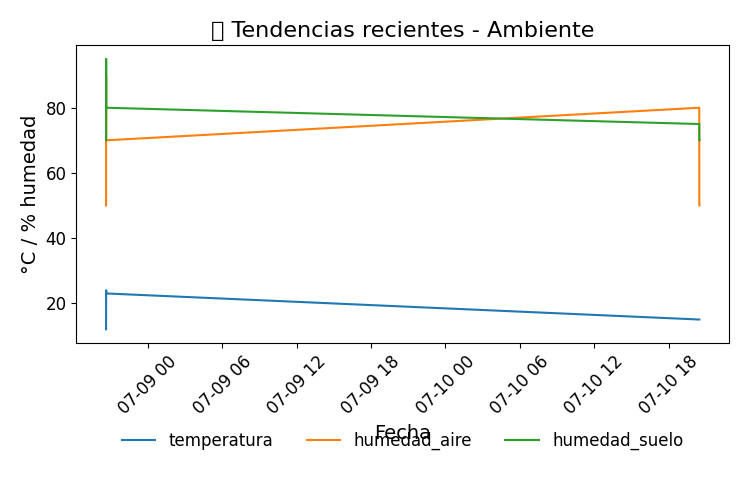 Tendencias recientes - Ambiente
°C / % humedad
80
60
40
20
07-09 00
07-09 06
07-09 12
07-09 18
07-10 00
07-10 06
07-10 12
07-10 18
Fecha
temperatura
humedad_aire
humedad_suelo